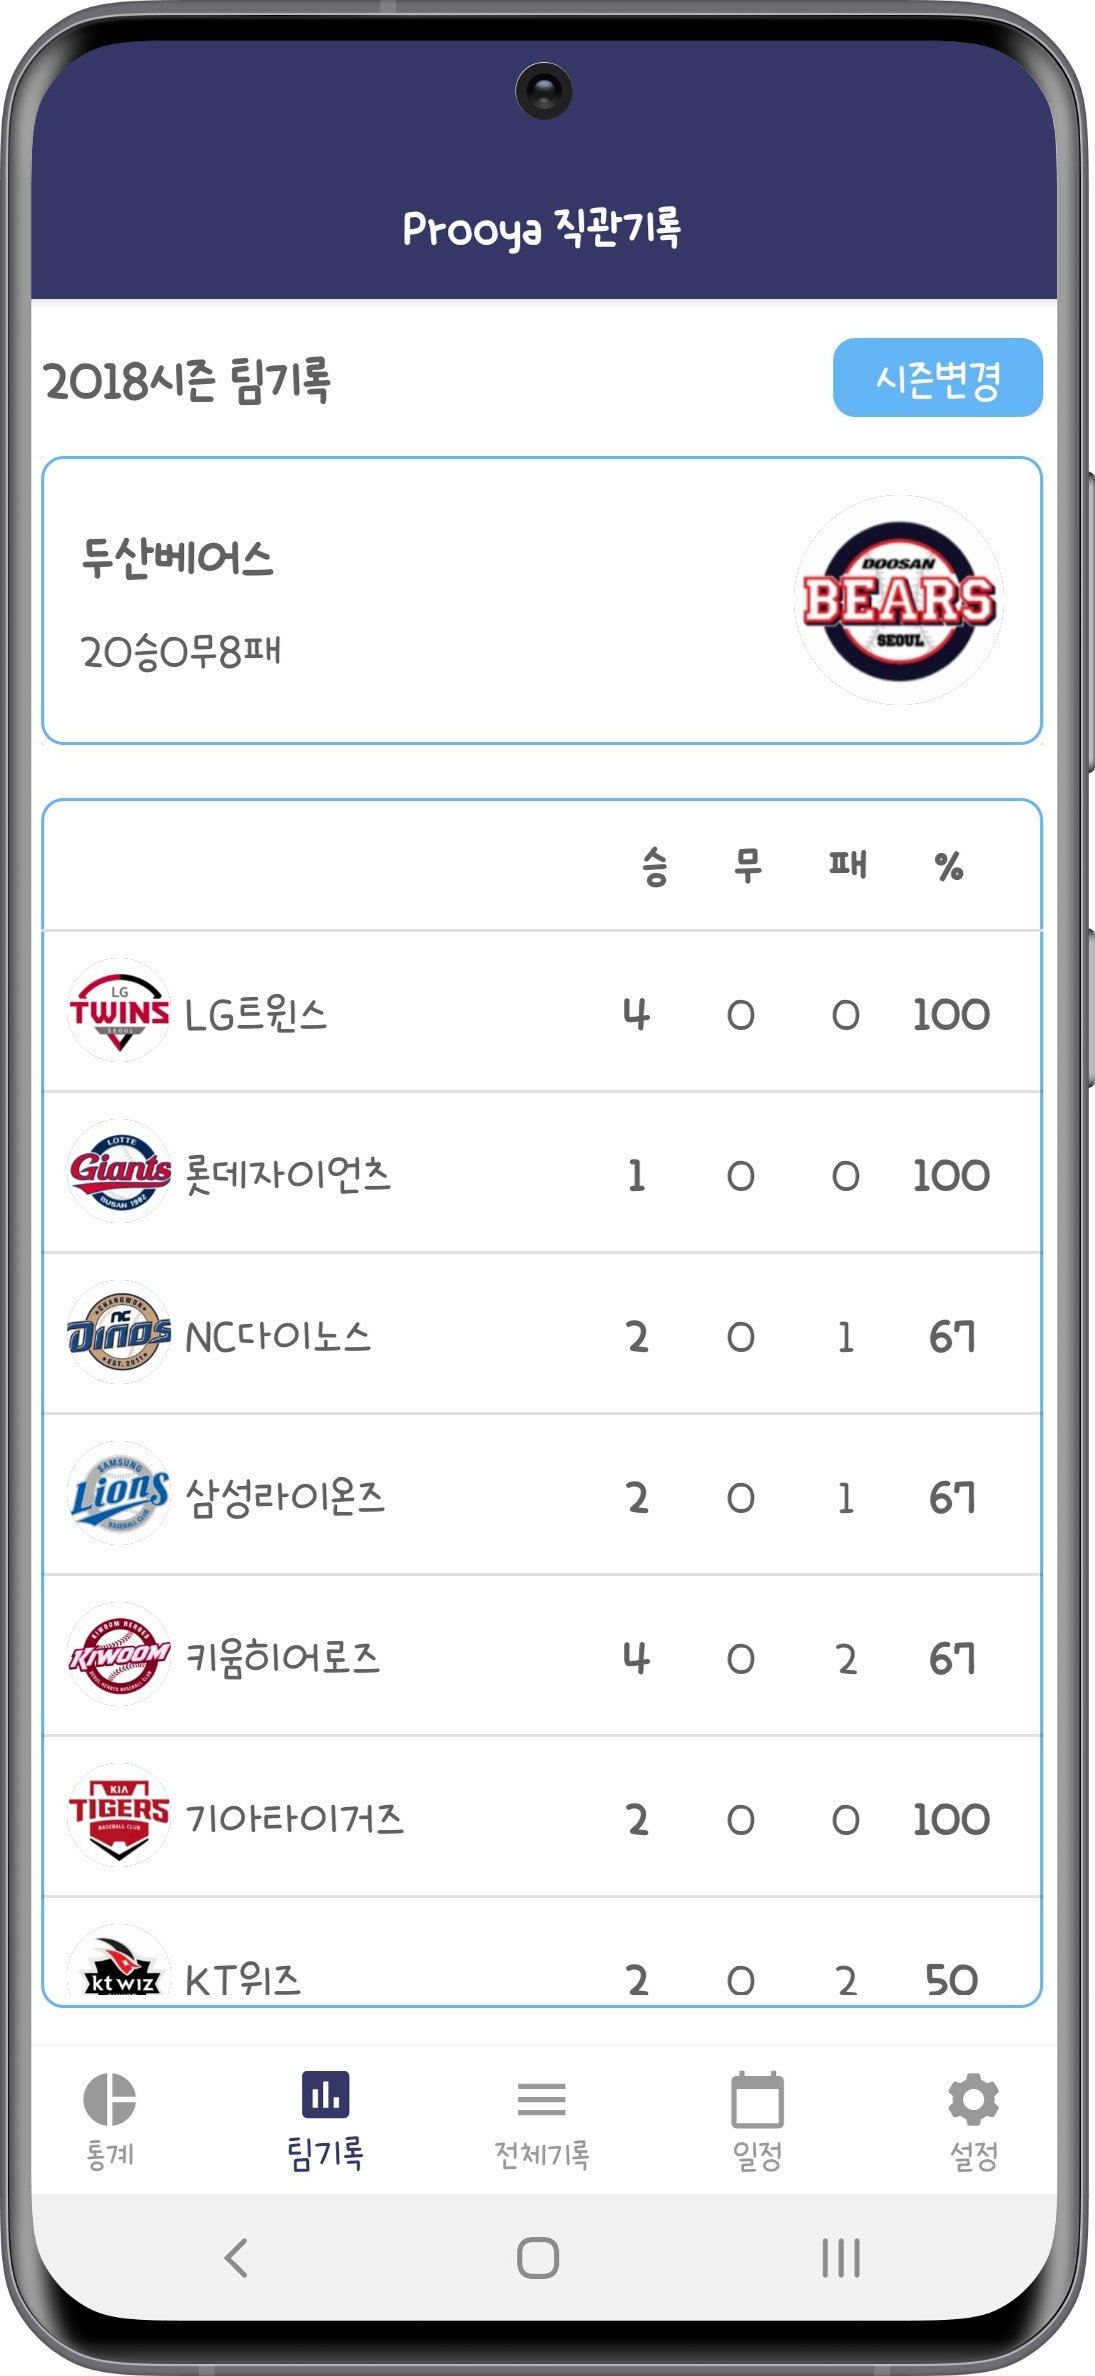 Prooya 직관기록
2018시즌 팀기록
시즌변경
두산베어스
20승0무8패
DOOSAN
BEARS
SEOUL
승 무 패 %
LG
TWINS
SEOUL
LG트윈스 4 0 0 100
LOTTE
Giants
BUSAN 1982
롯데자이언츠 1 0 0 100
CHANGWON
NC
DINOS
EST. 2011
NC다이노스 2 0 1 67
SAMSUNG
Lions
BASEBALL CLUB
삼성라이온즈 2 0 1 67
KIWOOM HEROES
KIWOOM
SEOUL HEROES BASEBALL CLUB
키움히어로즈 4 0 2 67
KIA
TIGERS
BASEBALL CLUB
기아타이거즈 2 0 0 100
kt wiz
KT위즈 2 0 2 50
통계 팀기록 전체기록 일정 설정